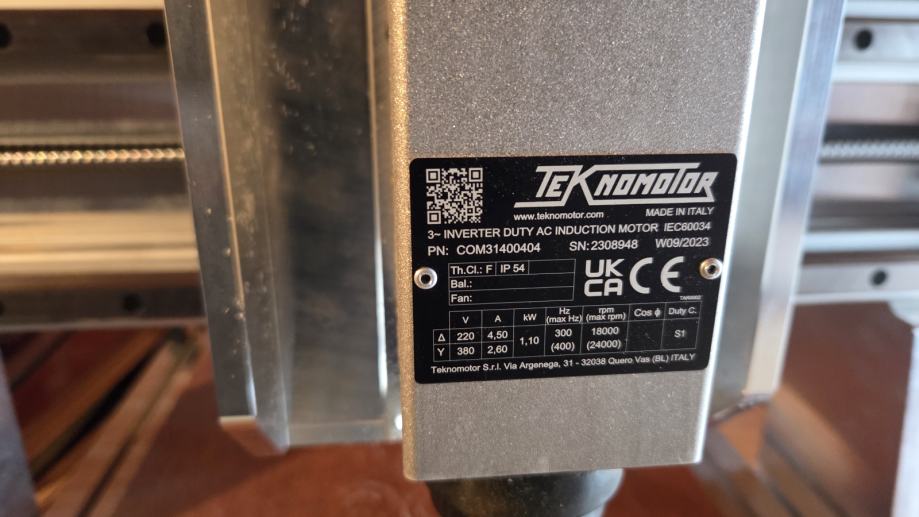 TEKNOMOTOR
www.teknomotor.com MADE IN ITALY
3~ INVERTER DUTY AC INDUCTION MOTOR IEC60034
PN: COM31400404 SN:2308948 W09/2023
Th.Cl.: F IP 54
Bal.:
Fan:
UK CA CE
TAR00002
V A kW Hz (max Hz) rpm (max rpm) Cos ϕ Duty C.
Δ 220 4,50 1,10 300 (400) 18000 (24000) S1
Y 380 2,60
Teknomotor S.r.l. Via Argenega, 31 - 32038 Quero Vas (BL) ITALY